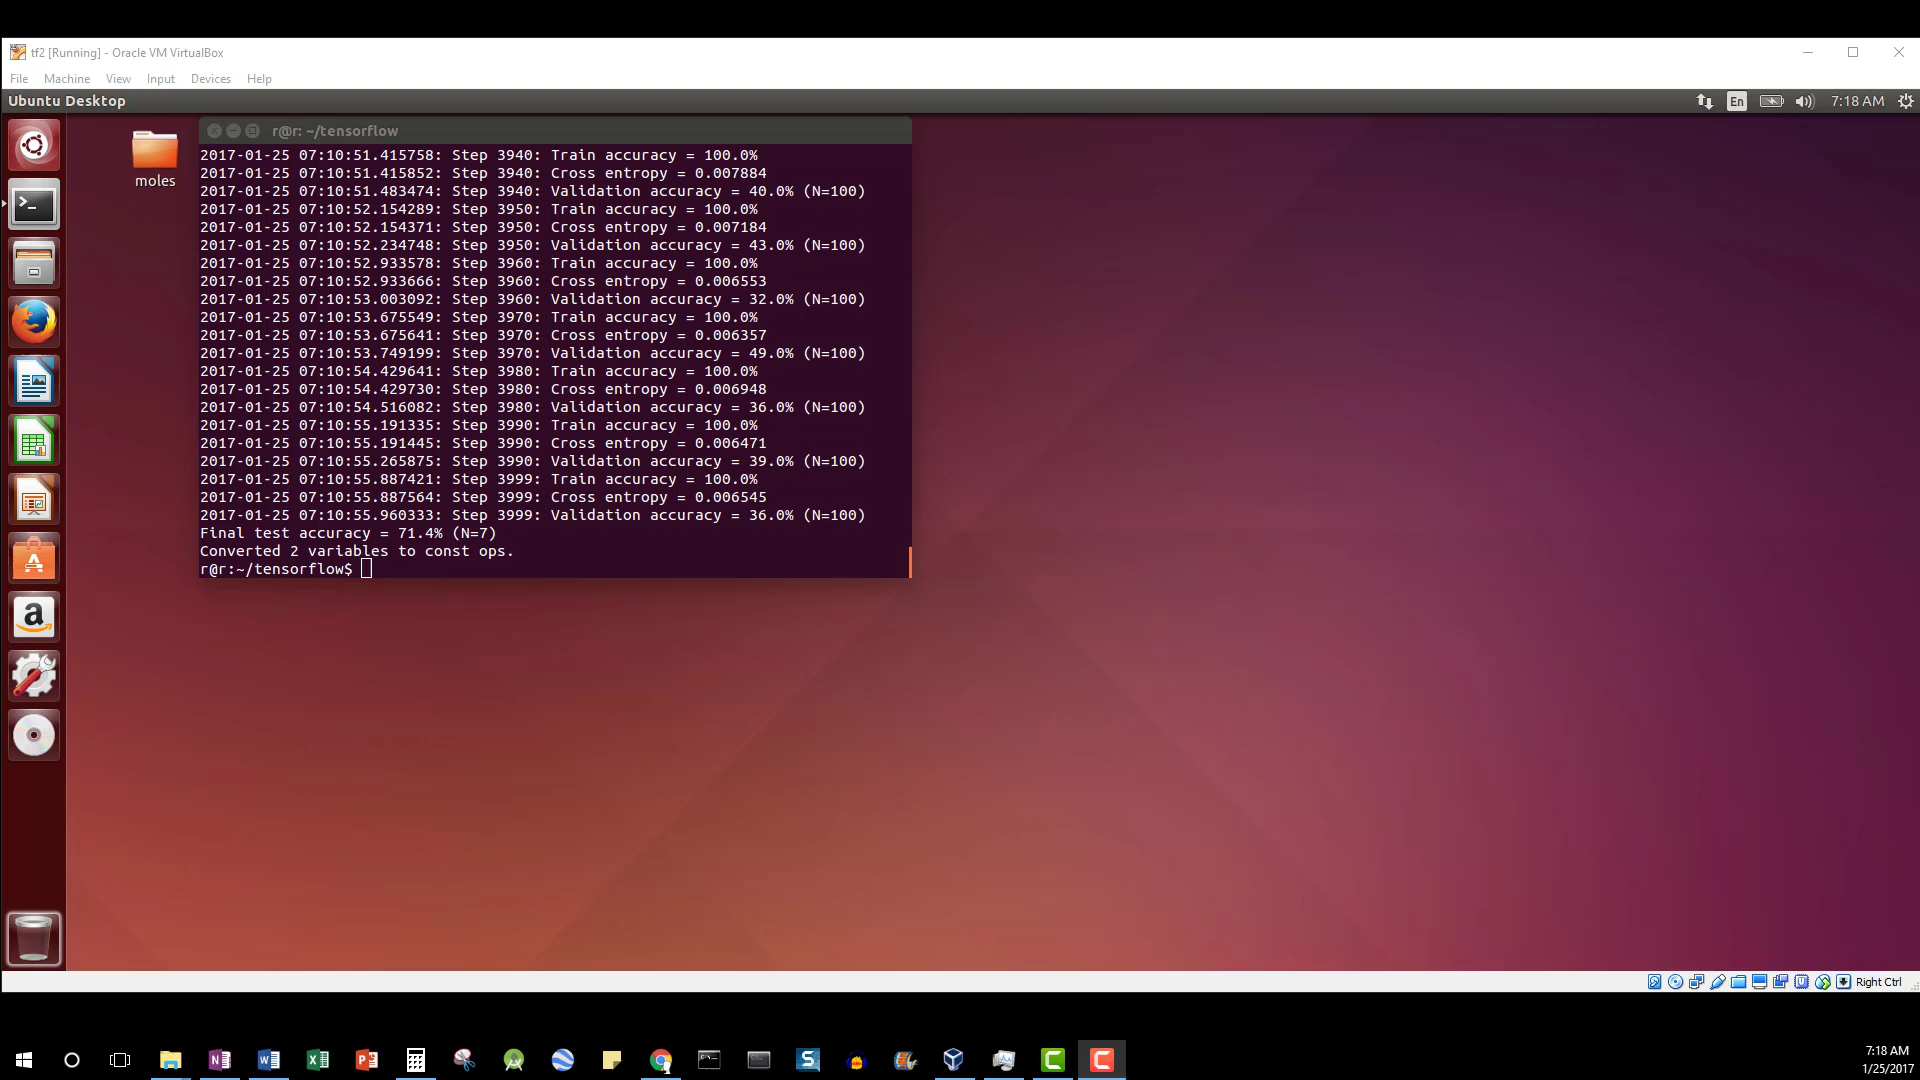 tf2 [Running] - Oracle VM VirtualBox
File Machine View Input Devices Help
Ubuntu Desktop
En
7:18 AM
r@r: ~/tensorflow
moles
2017-01-25 07:10:51.415758: Step 3940: Train accuracy = 100.0%
2017-01-25 07:10:51.415852: Step 3940: Cross entropy = 0.007884
2017-01-25 07:10:51.483474: Step 3940: Validation accuracy = 40.0% (N=100)
2017-01-25 07:10:52.154289: Step 3950: Train accuracy = 100.0%
2017-01-25 07:10:52.154371: Step 3950: Cross entropy = 0.007184
2017-01-25 07:10:52.234748: Step 3950: Validation accuracy = 43.0% (N=100)
2017-01-25 07:10:52.933578: Step 3960: Train accuracy = 100.0%
2017-01-25 07:10:52.933666: Step 3960: Cross entropy = 0.006553
2017-01-25 07:10:53.003092: Step 3960: Validation accuracy = 32.0% (N=100)
2017-01-25 07:10:53.675549: Step 3970: Train accuracy = 100.0%
2017-01-25 07:10:53.675641: Step 3970: Cross entropy = 0.006357
2017-01-25 07:10:53.749199: Step 3970: Validation accuracy = 49.0% (N=100)
2017-01-25 07:10:54.429641: Step 3980: Train accuracy = 100.0%
2017-01-25 07:10:54.429730: Step 3980: Cross entropy = 0.006948
2017-01-25 07:10:54.516082: Step 3980: Validation accuracy = 36.0% (N=100)
2017-01-25 07:10:55.191335: Step 3990: Train accuracy = 100.0%
2017-01-25 07:10:55.191445: Step 3990: Cross entropy = 0.006471
2017-01-25 07:10:55.265875: Step 3990: Validation accuracy = 39.0% (N=100)
2017-01-25 07:10:55.887421: Step 3999: Train accuracy = 100.0%
2017-01-25 07:10:55.887564: Step 3999: Cross entropy = 0.006545
2017-01-25 07:10:55.960333: Step 3999: Validation accuracy = 36.0% (N=100)
Final test accuracy = 71.4% (N=7)
Converted 2 variables to const ops.
r@r:~/tensorflow$
Right Ctrl
7:18 AM
1/25/2017